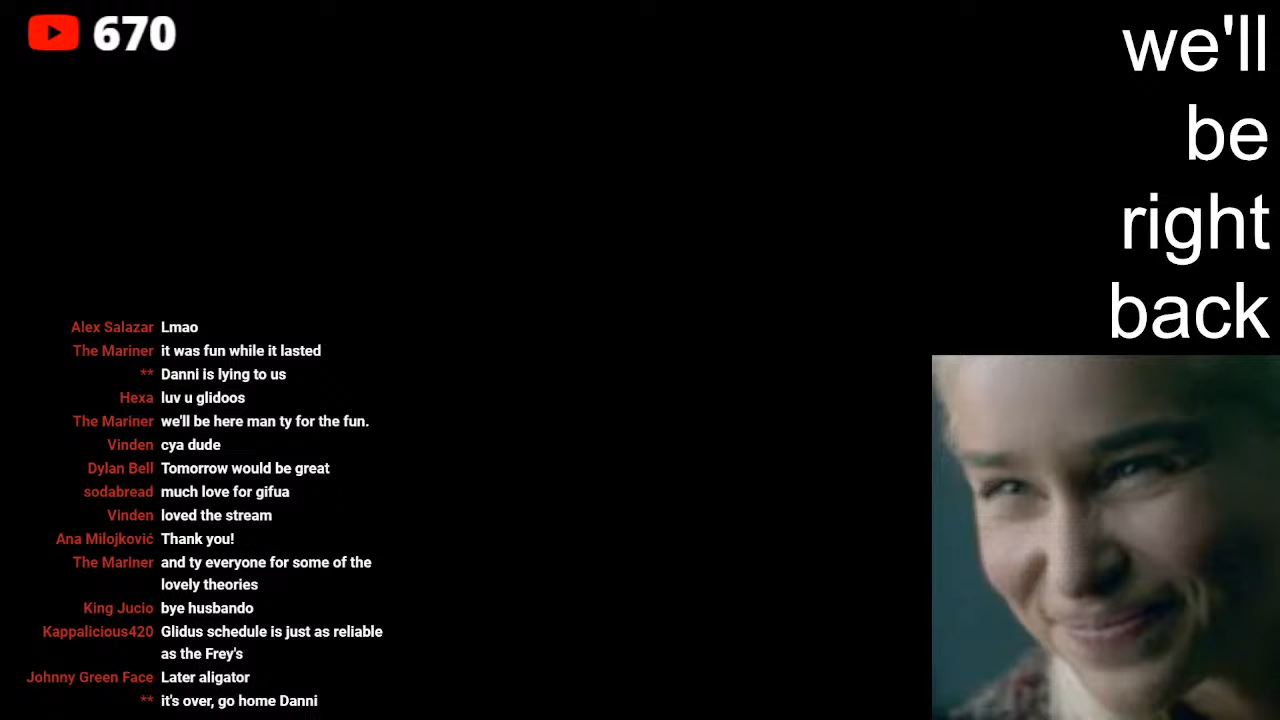 670
we'll
be
right
back
Alex Salazar Lmao
The Mariner it was fun while it lasted
** Danni is lying to us
Hexa luv u glidoos
The Mariner we'll be here man ty for the fun.
Vinden cya dude
Dylan Bell Tomorrow would be great
sodabread much love for gifua
Vinden loved the stream
Ana Milojković Thank you!
The Mariner and ty everyone for some of the
lovely theories
King Jucio bye husbando
Kappalicious420 Glidus schedule is just as reliable
as the Frey's
Johnny Green Face Later aligator
** it's over, go home Danni